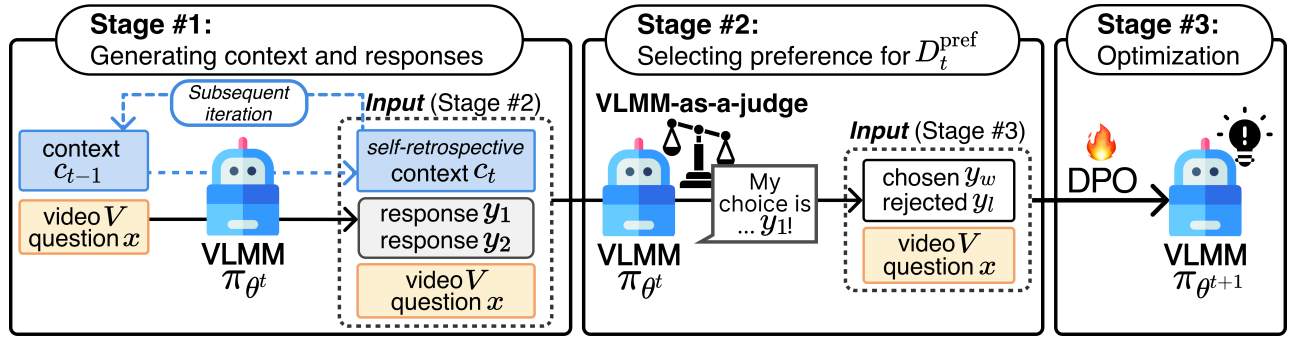 Stage #1:
Generating context and responses
Subsequent
iteration
context
c_{t−1}
video V
question x
VLMM
π_{θ^t}
Input (Stage #2)
self-retrospective
context c_t
response y_1
response y_2
video V
question x
Stage #2:
Selecting preference for D_t^{pref}
VLMM-as-a-judge
VLMM
π_{θ^t}
My
choice is
... y_1!
Input (Stage #3)
chosen y_w
rejected y_l
video V
question x
Stage #3:
Optimization
DPO
VLMM
π_{θ^{t+1}}